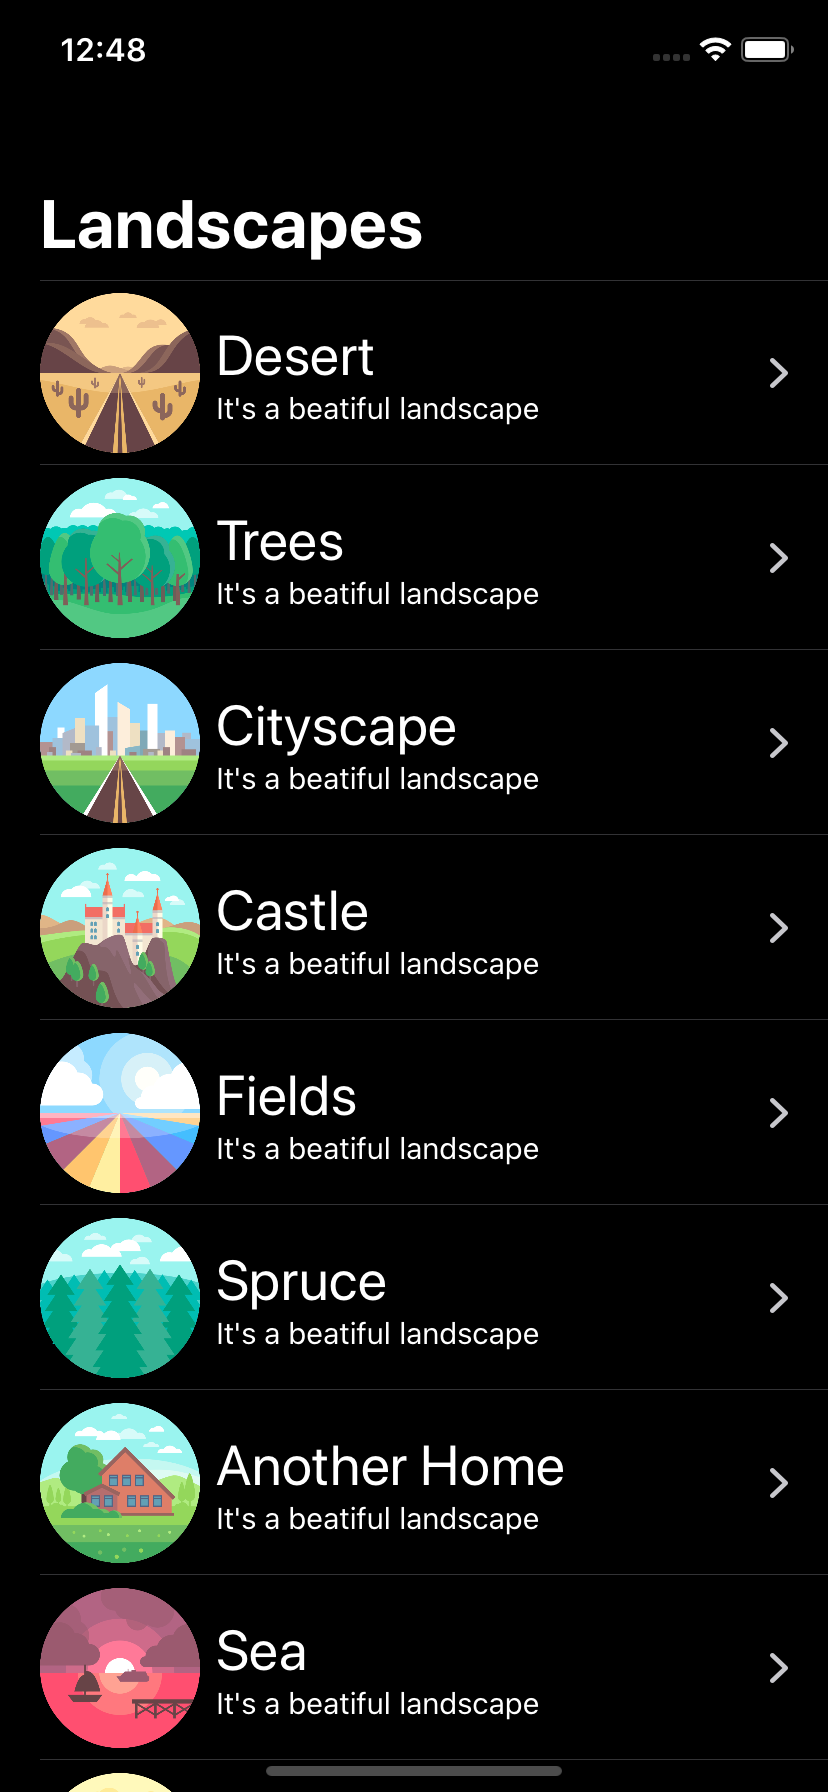 12:48
Landscapes
Desert
It's a beatiful landscape
Trees
It's a beatiful landscape
Cityscape
It's a beatiful landscape
Castle
It's a beatiful landscape
Fields
It's a beatiful landscape
Spruce
It's a beatiful landscape
Another Home
It's a beatiful landscape
Sea
It's a beatiful landscape